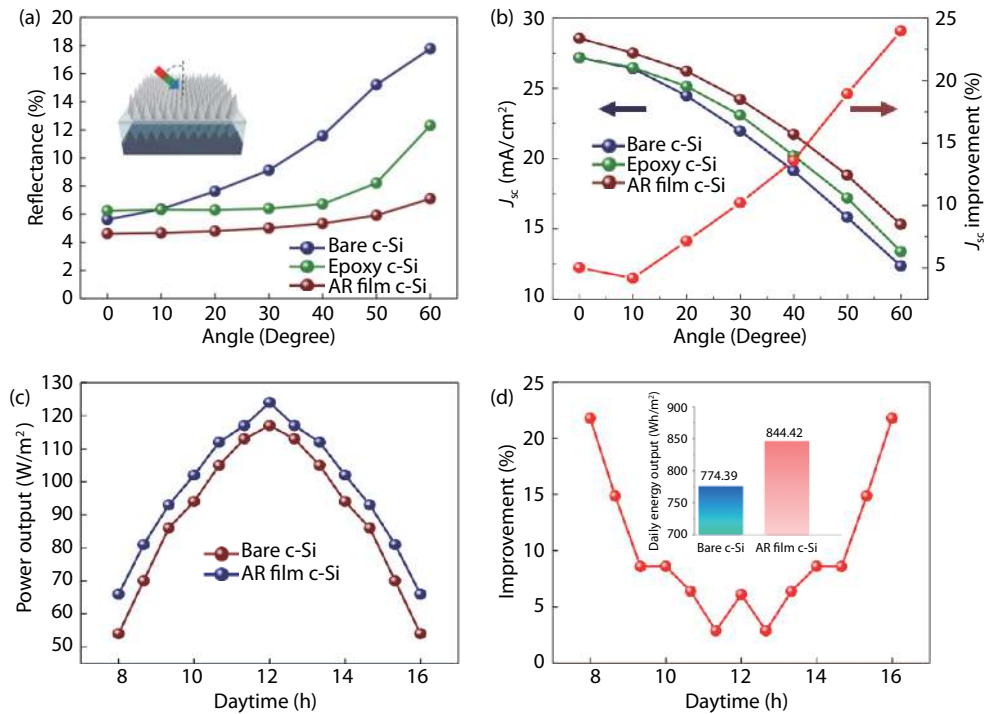 (a)
20
18
16
14
12
10
8
6
4
2
0
Reflectance (%)
Bare c-Si
Epoxy c-Si
AR film c-Si
0 10 20 30 40 50 60
Angle (Degree)
(b)
30
25
20
15
10
Jsc (mA/cm²)
Bare c-Si
Epoxy c-Si
AR film c-Si
25
20
15
10
5
Jsc improvement (%)
0 10 20 30 40 50 60
Angle (Degree)
(c)
130
120
110
100
90
80
70
60
50
Power output (W/m²)
Bare c-Si
AR film c-Si
8 10 12 14 16
Daytime (h)
(d)
25
20
15
10
5
0
Improvement (%)
900
850
800
750
700
Daily energy output (Wh/m²)
774.39
844.42
Bare c-Si AR film c-Si
8 10 12 14 16
Daytime (h)